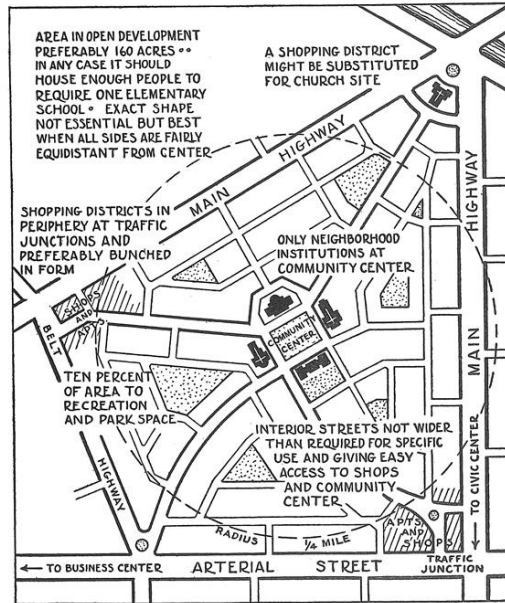 AREA IN OPEN DEVELOPMENT
PREFERABLY 160 ACRES ••
IN ANY CASE IT SHOULD
HOUSE ENOUGH PEOPLE TO
REQUIRE ONE ELEMENTARY
SCHOOL • EXACT SHAPE
NOT ESSENTIAL BUT BEST
WHEN ALL SIDES ARE FAIRLY
EQUIDISTANT FROM CENTER
A SHOPPING DISTRICT
MIGHT BE SUBSTITUTED
FOR CHURCH SITE
MAIN HIGHWAY
SHOPPING DISTRICTS IN
PERIPHERY AT TRAFFIC
JUNCTIONS AND
PREFERABLY BUNCHED
IN FORM
ONLY NEIGHBORHOOD
INSTITUTIONS AT
COMMUNITY CENTER
MAIN HIGHWAY
SHOPS
AND
APTS
BELT HIGHWAY
COMMUNITY
CENTER
TEN PERCENT
OF AREA TO
RECREATION
AND PARK SPACE
INTERIOR STREETS NOT WIDER
THAN REQUIRED FOR SPECIFIC
USE AND GIVING EASY
ACCESS TO SHOPS
AND COMMUNITY
CENTER
TO CIVIC CENTER
RADIUS 1/4 MILE
APTS
AND
SHOPS
TRAFFIC
JUNCTION
TO BUSINESS CENTER
ARTERIAL STREET